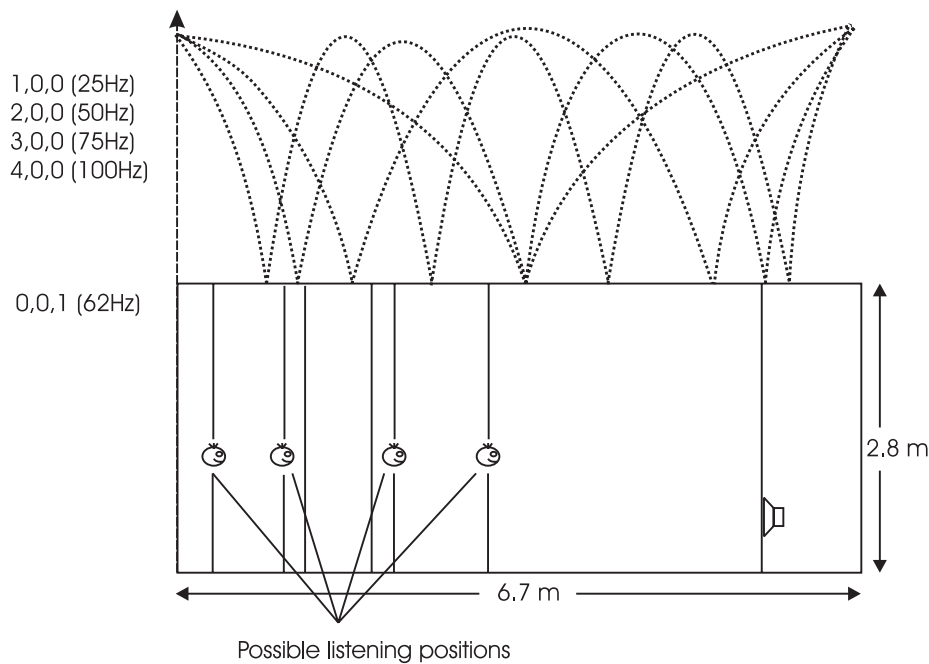 1,0,0 (25Hz)
2,0,0 (50Hz)
3,0,0 (75Hz)
4,0,0 (100Hz)
0,0,1 (62Hz)
2.8 m
6.7 m
Possible listening positions